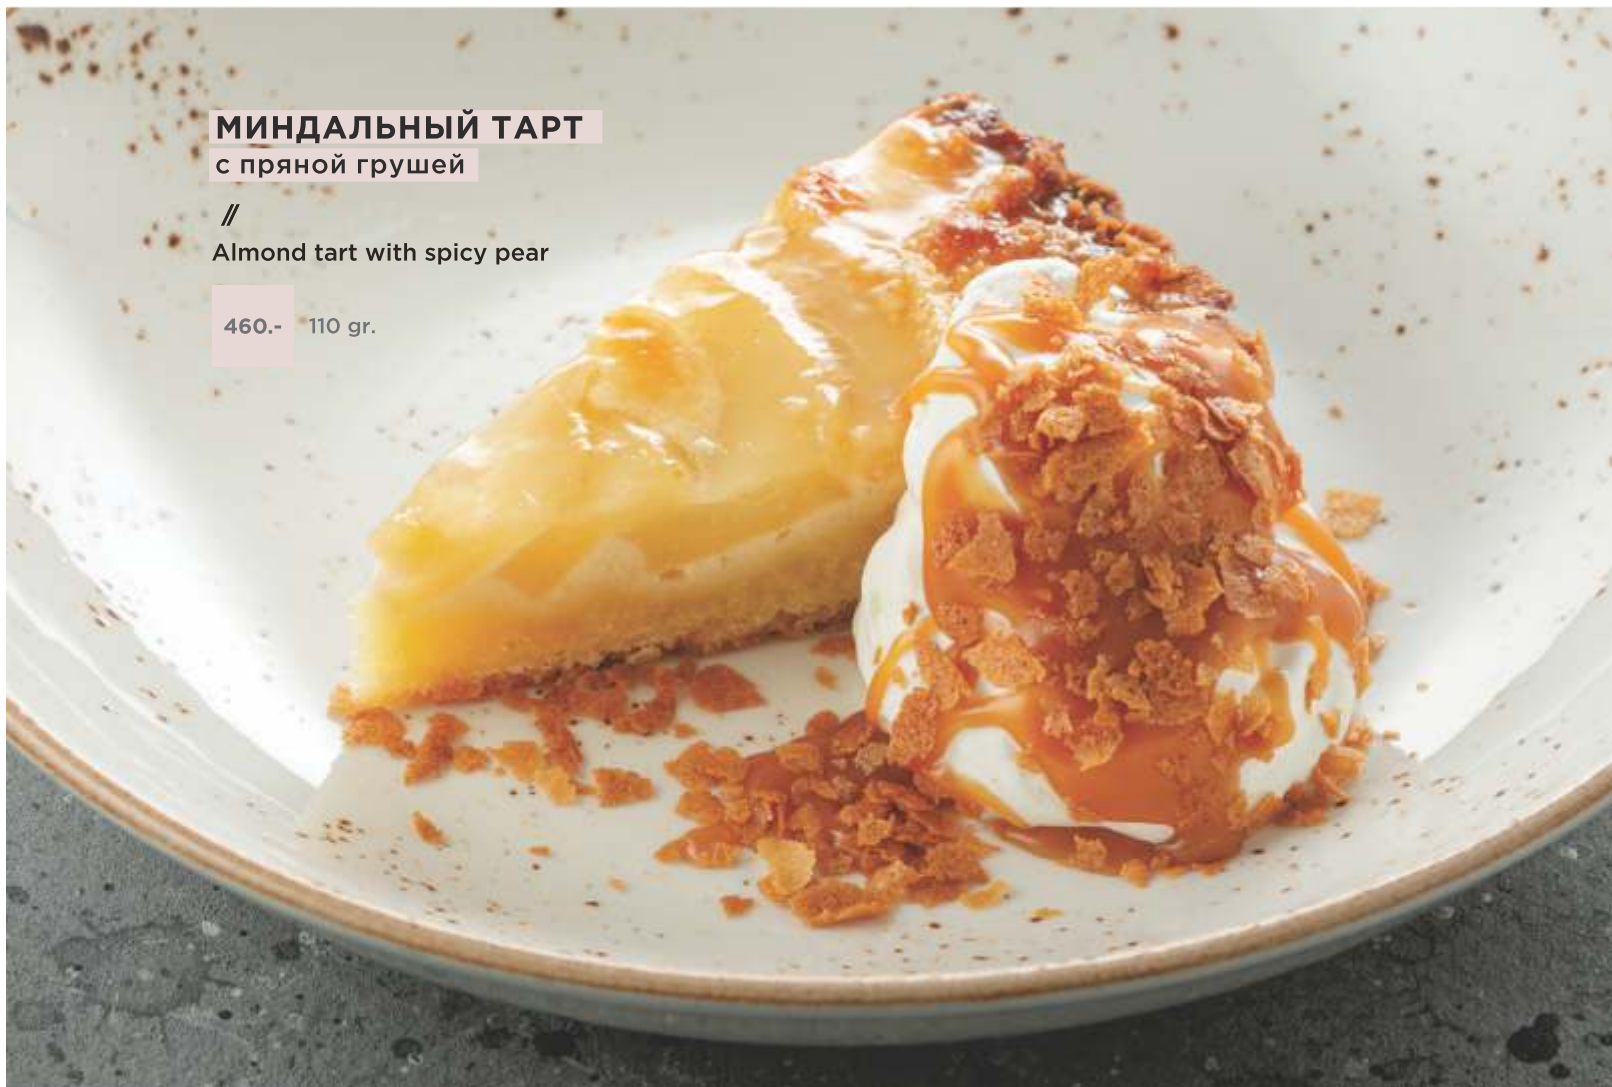 МИНДАЛЬНЫЙ ТАРТ
с пряной грушей
//
Almond tart with spicy pear
460.- 110 gr.